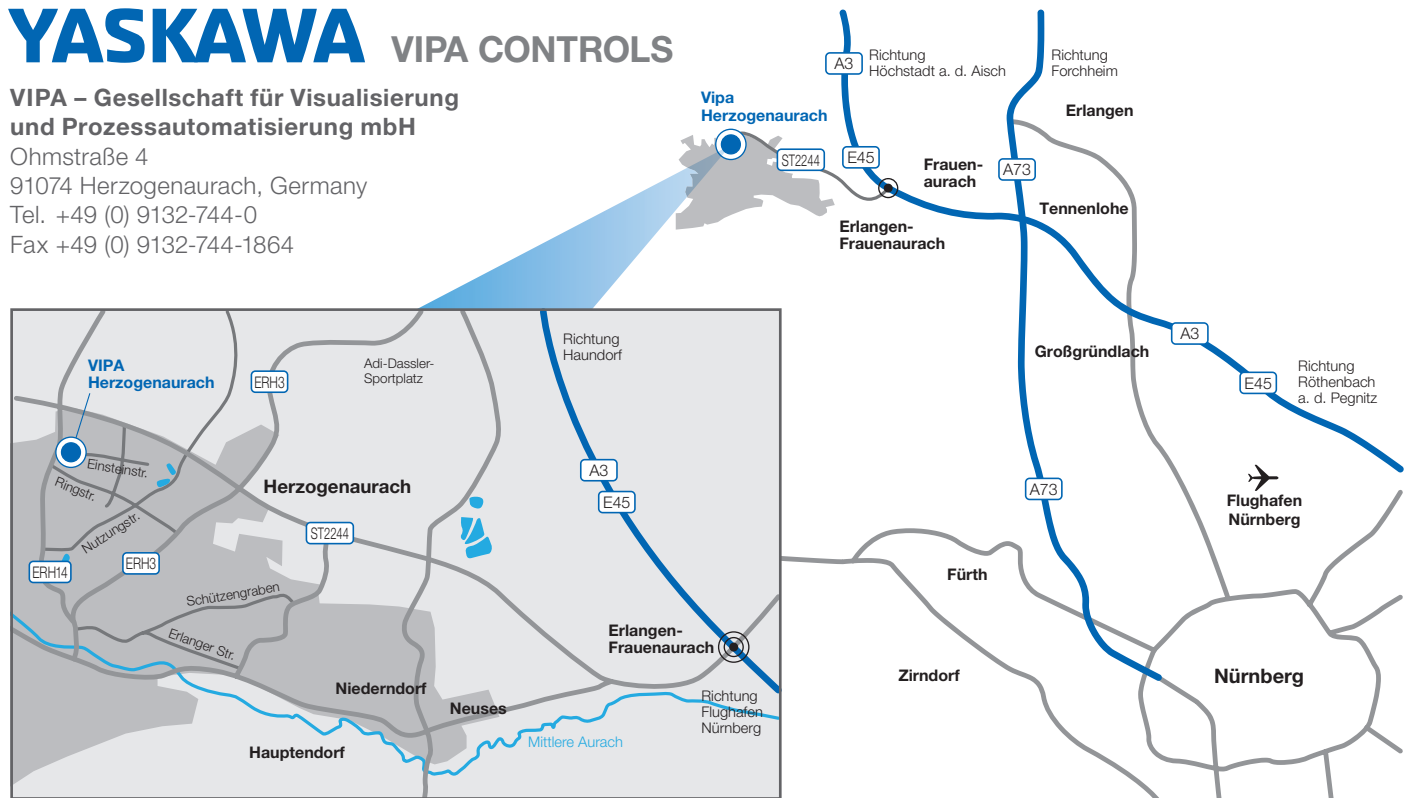 YASKAWA VIPA CONTROLS
VIPA – Gesellschaft für Visualisierung
und Prozessautomatisierung mbH
Ohmstraße 4
91074 Herzogenaurach, Germany
Tel. +49 (0) 9132-744-0
Fax +49 (0) 9132-744-1864
Vipa
Herzogenaurach
ST2244
A3
Richtung
Höchstadt a. d. Aisch
E45
Richtung
Forchheim
Erlangen
Frauen-
aurach
A73
Tennenlohe
Erlangen-
Frauenaurach
Großgründlach
A3
E45
Richtung
Röthenbach
a. d. Pegnitz
A73
Flughafen
Nürnberg
Fürth
Zirndorf
Nürnberg
VIPA
Herzogenaurach
ERH3
Adi-Dassler-
Sportplatz
Richtung
Haundorf
Einsteinstr.
Ringstr.
Nutzungstr.
Herzogenaurach
A3
E45
ST2244
ERH14
ERH3
Schützengraben
Erlanger Str.
Erlangen-
Frauenaurach
Niederndorf
Neuses
Richtung
Flughafen
Nürnberg
Mittlere Aurach
Hauptendorf